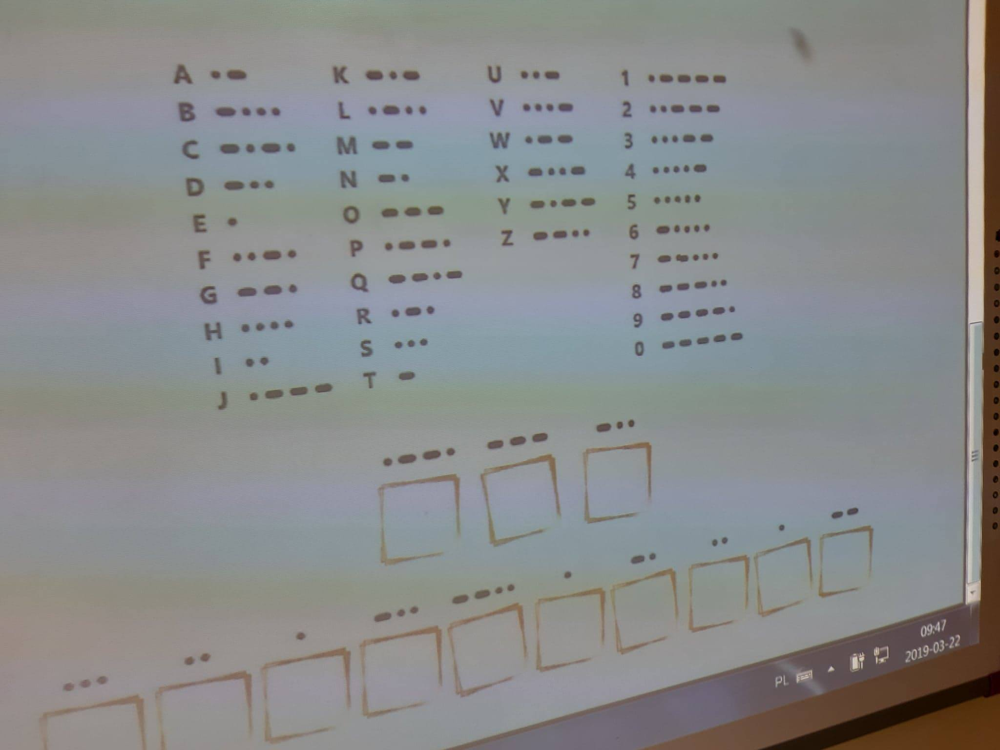 A •– K –•– U ••– 1 •––––
B –••• L •–•• V •••– 2 ••–––
C –•–• M –– W •–– 3 •••––
D –•• N –• X –••– 4 ••••–
E • O ––– Y –•–– 5 •••••
F ••–• P •––• Z ––•• 6 –••••
G ––• Q ––•– 7 ––•••
H •••• R •–• 8 –––••
I •• S ••• 9 ––––•
J •––– T – 0 –––––
•––• ––– –••
••• •• • –•• ––•• • –• •• • ––
PL 09:47
2019-03-22